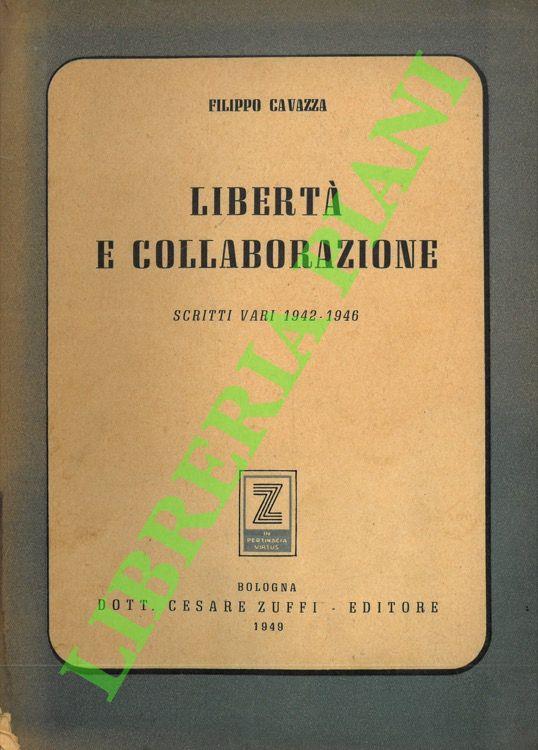 FILIPPO CAVAZZA
LIBERTÀ
E COLLABORAZIONE
SCRITTI VARI 1942-1946
Z
IN
PERTINACIA
VIRTUS
BOLOGNA
DOTT. CESARE ZUFFI - EDITORE
1949
LIBRERIA PIANI